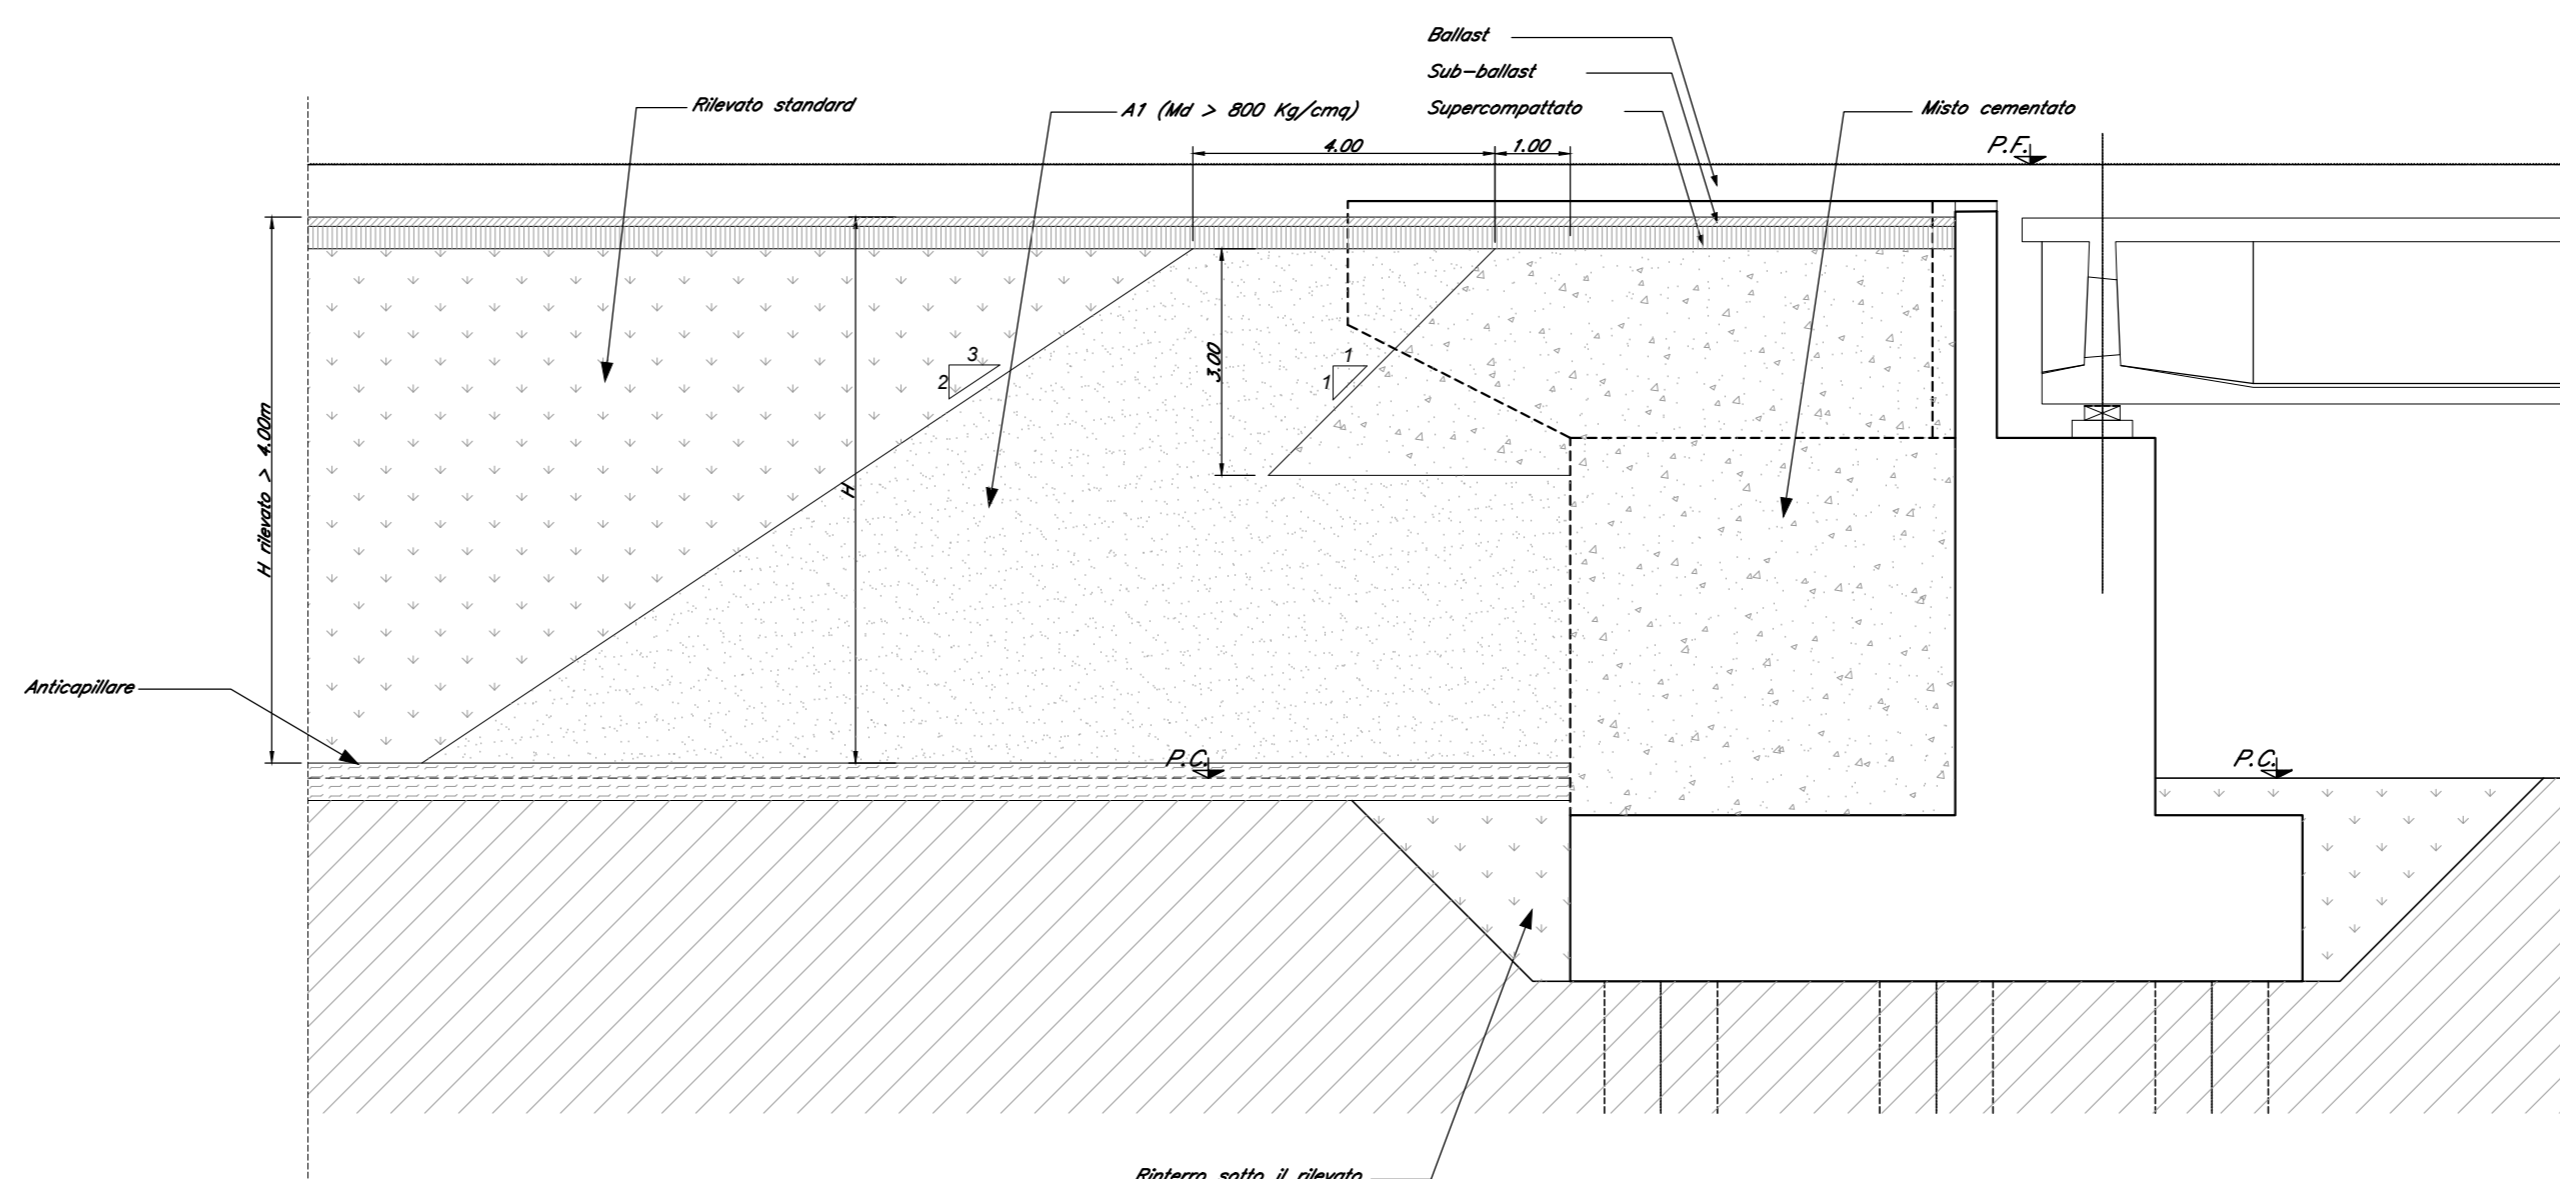 Ballast
Sub-ballast
Supercompattato
Rilevato standard
A1 (Md > 800 Kg/cmq)
Misto cementato
4.00
1.00
P.F.
3
2
1
1
3.00
H rilevato > 4.00m
H
Anticapillare
P.C.
P.C.
Rinterro sotto il rilevato